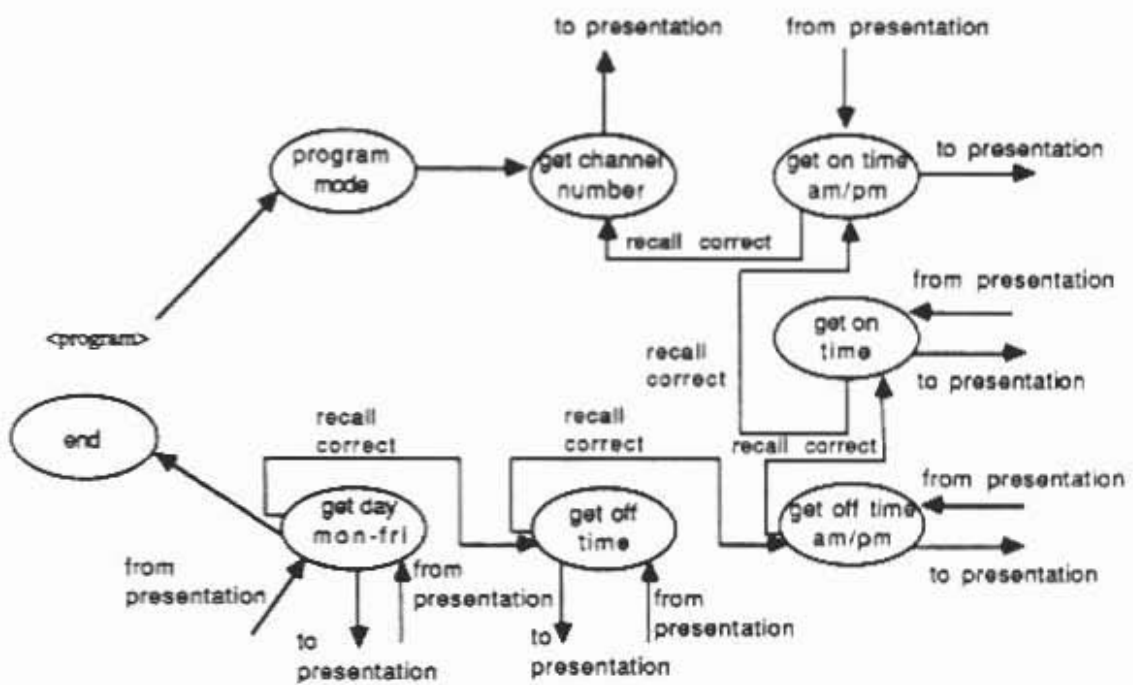 to presentation
from presentation
program
mode
get channel
number
get on time
am/pm
to presentation
recall correct
<program>
from presentation
get on
time
recall
correct
to presentation
end
recall
correct
recall
correct
recall correct
from presentation
get day
mon-fri
get off
time
get off time
am/pm
to presentation
from
presentation
from
presentation
from
presentation
to
presentation
to
presentation